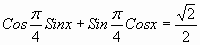 Cos π/4 Sinx + Sin π/4 Cosx = √2/2